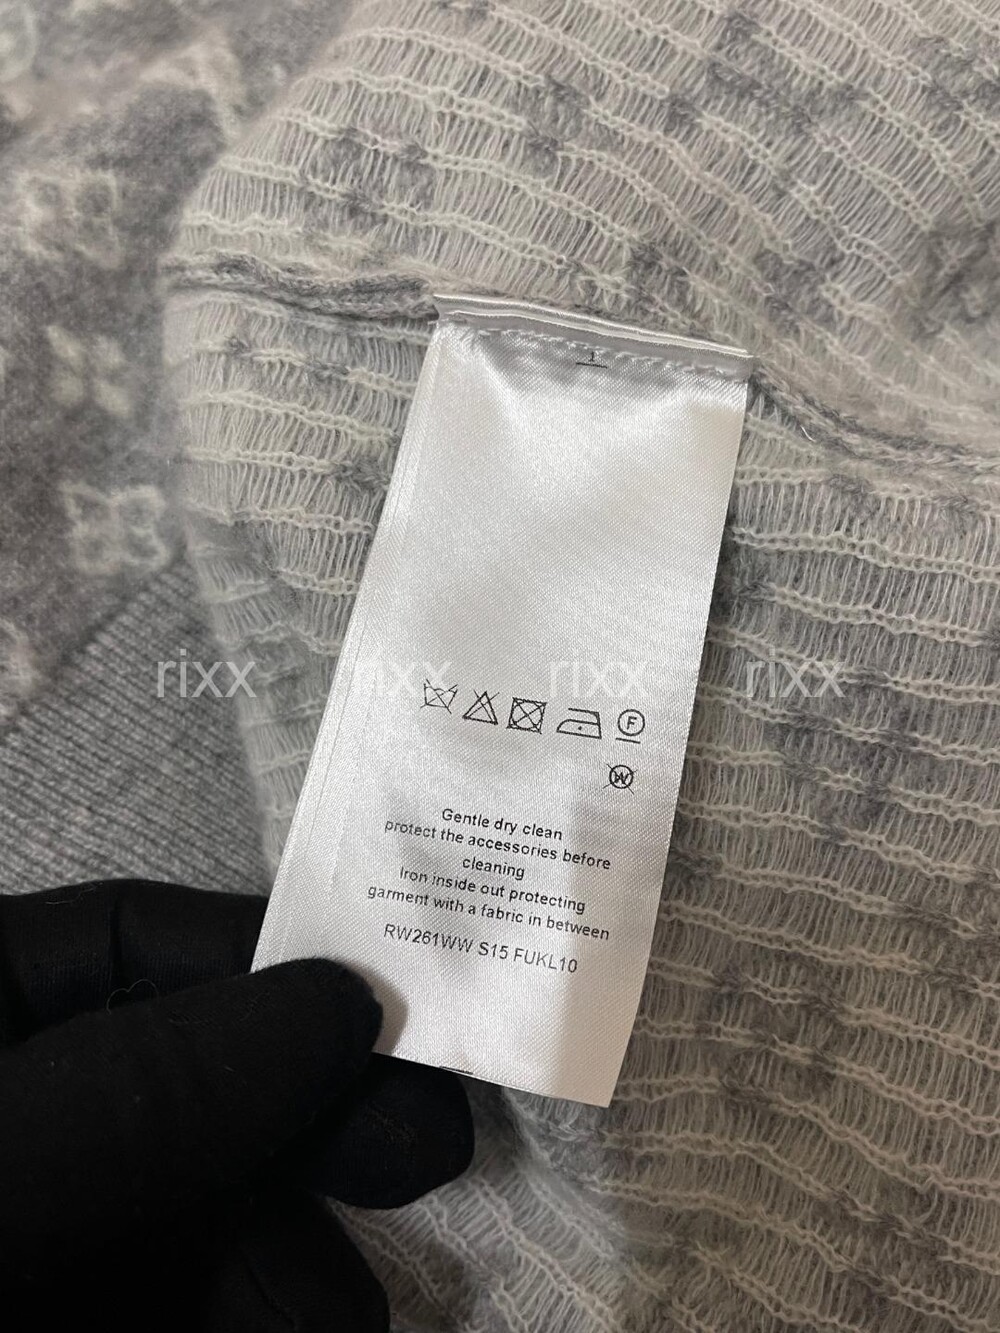 1
rixx rixx rixx rixx
F
W
Gentle dry clean
protect the accessories before
cleaning
Iron inside out protecting
garment with a fabric in between
RW261WW S15 FUKL10